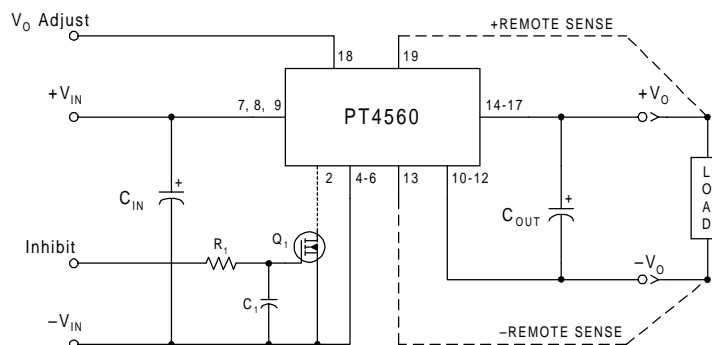 V_O Adjust
+REMOTE SENSE
18
19
+V_IN
7, 8, 9
PT4560
14-17
+V_O
2
4-6
13
10-12
C_IN
+
C_OUT
+
LOAD
Inhibit
R_1
Q_1
C_1
−V_O
−V_IN
−REMOTE SENSE